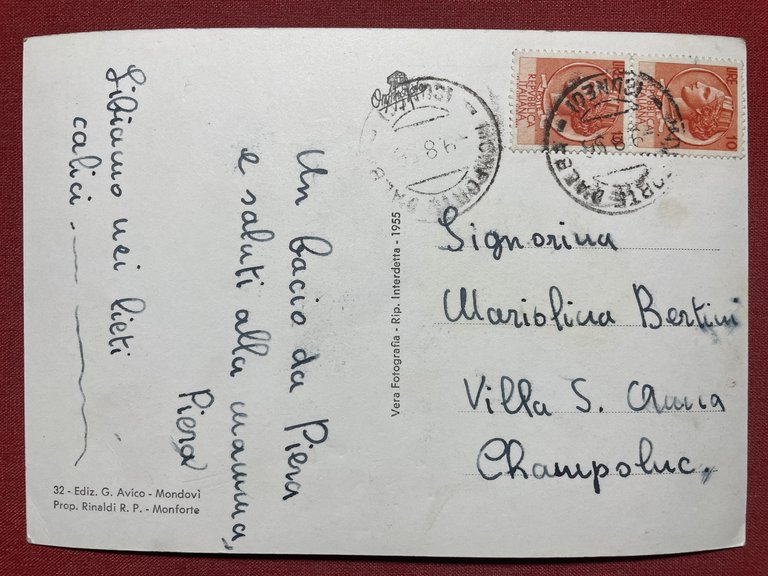 Libiamo nei lieti
calici
Un bacio da Piera
e saluti alla mamma,
Piera
32 - Ediz. G. Avico - Mondovì
Prop. Rinaldi R. P. - Monforte
Vera Fotografia - Rip. Interdetta - 1955
MONFORTE D'ALBA
(CUNEO)
LIRE 10
REPUBBLICA
ITALIANA
LIRE 10
Signorina
Mariolina Bertini
Villa S. Anna
Champoluc,